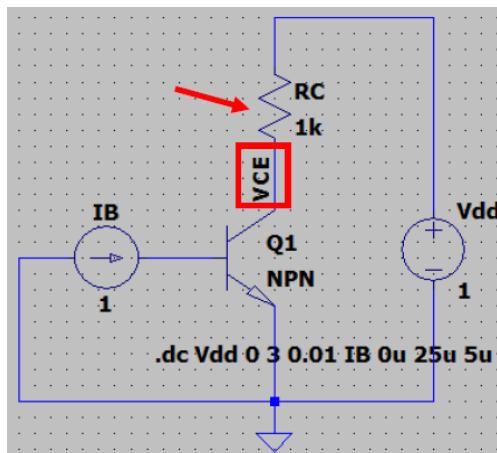 RC
1k
VCE
IB
1
Q1
NPN
Vdd
1
.dc Vdd 0 3 0.01 IB 0u 25u 5u